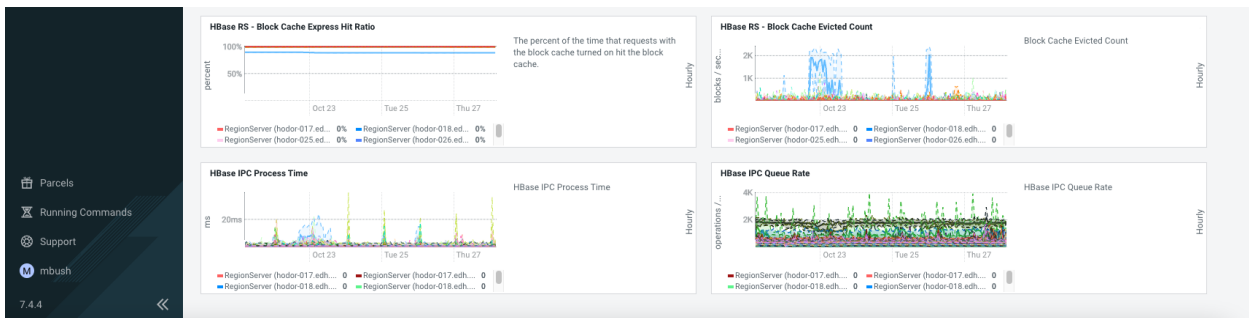 HBase RS - Block Cache Express Hit Ratio
100%
50%
percent
Oct 23
Tue 25
Thu 27
The percent of the time that requests with
the block cache turned on hit the block
cache.
Hourly
RegionServer (hodor-017.ed... 0%
RegionServer (hodor-018.ed... 0%
RegionServer (hodor-025.ed... 0%
RegionServer (hodor-026.ed... 0%
HBase RS - Block Cache Evicted Count
2K
1K
blocks / sec...
Oct 23
Tue 25
Thu 27
Block Cache Evicted Count
Hourly
RegionServer (hodor-017.edh.... 0
RegionServer (hodor-018.edh.... 0
RegionServer (hodor-025.edh.... 0
RegionServer (hodor-026.edh.... 0
Parcels
Running Commands
Support
M mbush
7.4.4
HBase IPC Process Time
20ms
ms
Oct 23
Tue 25
Thu 27
HBase IPC Process Time
Hourly
RegionServer (hodor-017.edh.... 0
RegionServer (hodor-017.edh.... 0
RegionServer (hodor-018.edh.... 0
RegionServer (hodor-018.edh.... 0
HBase IPC Queue Rate
4K
2K
operations /...
Oct 23
Tue 25
Thu 27
HBase IPC Queue Rate
Hourly
RegionServer (hodor-017.edh.... 0
RegionServer (hodor-017.edh.... 0
RegionServer (hodor-018.edh.... 0
RegionServer (hodor-018.edh.... 0